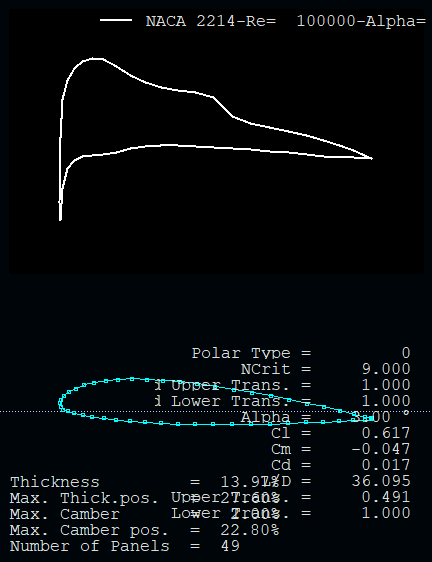 NACA 2214-Re= 100000-Alpha=
Polar Type = 0
NCrit = 9.000
Upper Trans. = 1.000
Lower Trans. = 1.000
Alpha = 00 °
Cl = 0.617
Cm = -0.047
Cd = 0.017
L/D = 36.095
Upper Trans. = 0.491
Lower Trans. = 1.000
Thickness = 13.97%
Max. Thick.pos. = 27.60%
Max. Camber = 2.00%
Max. Camber pos. = 22.80%
Number of Panels = 49